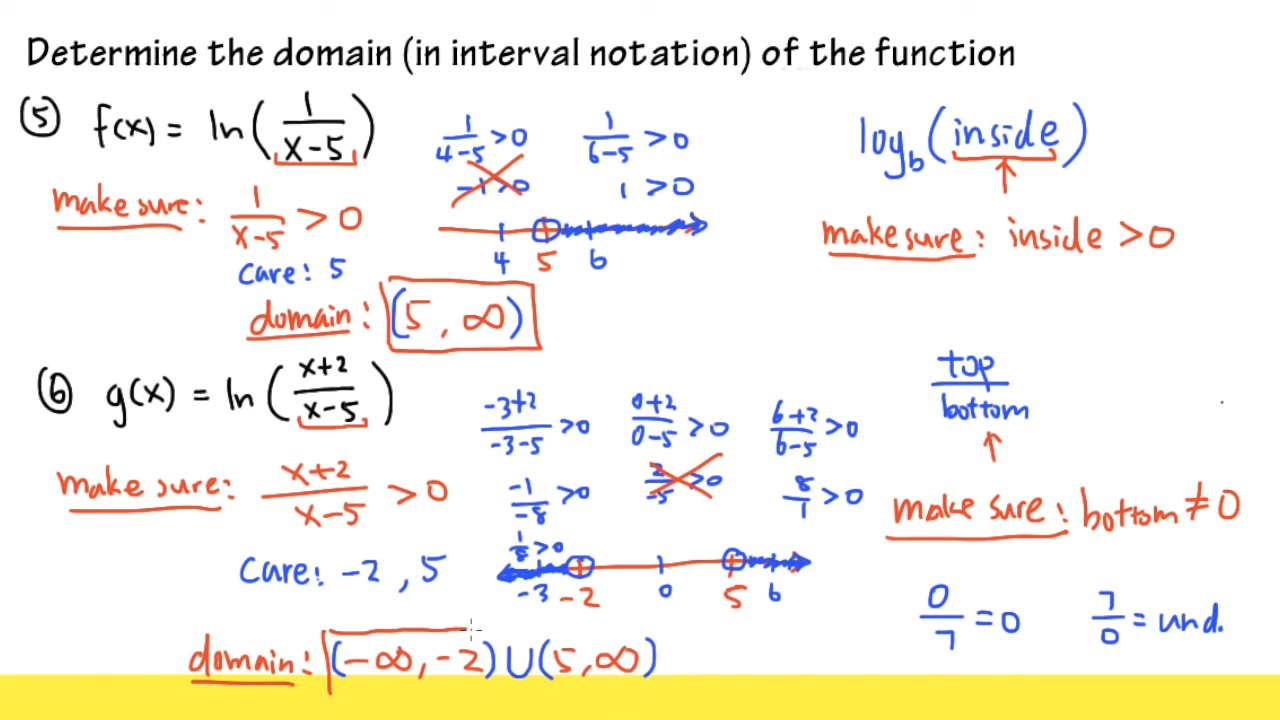 Determine the domain (in interval notation) of the function
⑤ f(x) = ln(1/(x-5))
1/(4-5) > 0
-1 > 0
1/(6-5) > 0
1 > 0
log_b(inside)
make sure: inside > 0
make sure: 1/(x-5) > 0
care: 5
4 5 6
domain: (5, ∞)
⑥ g(x) = ln((x+2)/(x-5))
(-3+2)/(-3-5) > 0
-1/-8 > 0
1/8 > 0
(0+2)/(0-5) > 0
2/-5 > 0
(6+2)/(6-5) > 0
8/1 > 0
top/bottom
make sure: bottom ≠ 0
make sure: (x+2)/(x-5) > 0
care: -2, 5
-3 -2 0 5 6
0/7 = 0
7/0 = und.
domain: (-∞, -2) ∪ (5, ∞)